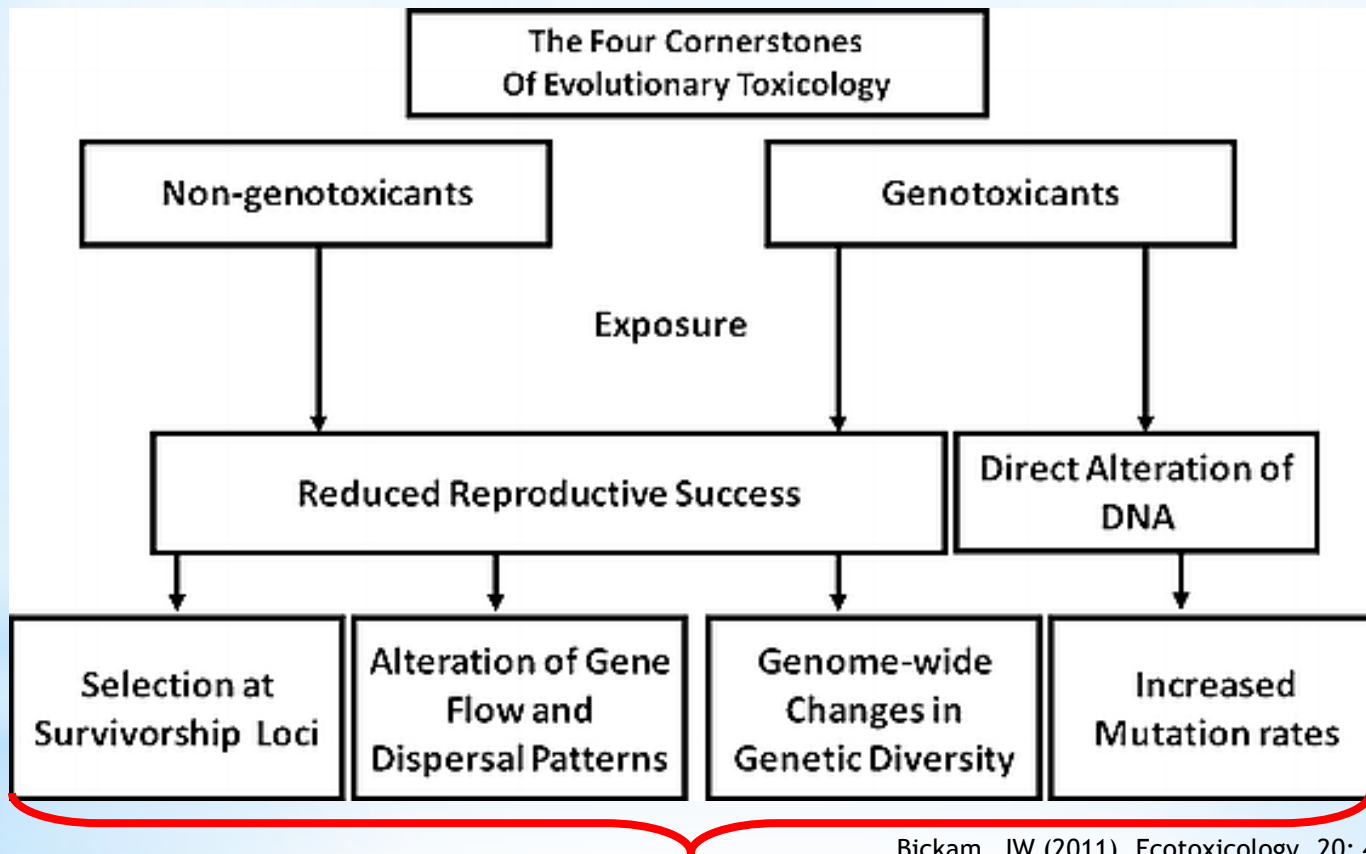 The Four Cornerstones
Of Evolutionary Toxicology
Non-genotoxicants
Genotoxicants
Exposure
Reduced Reproductive Success
Direct Alteration of
DNA
Selection at
Survivorship Loci
Alteration of Gene
Flow and
Dispersal Patterns
Genome-wide
Changes in
Genetic Diversity
Increased
Mutation rates
Bickam, JW (2011), Ecotoxicology, 20: